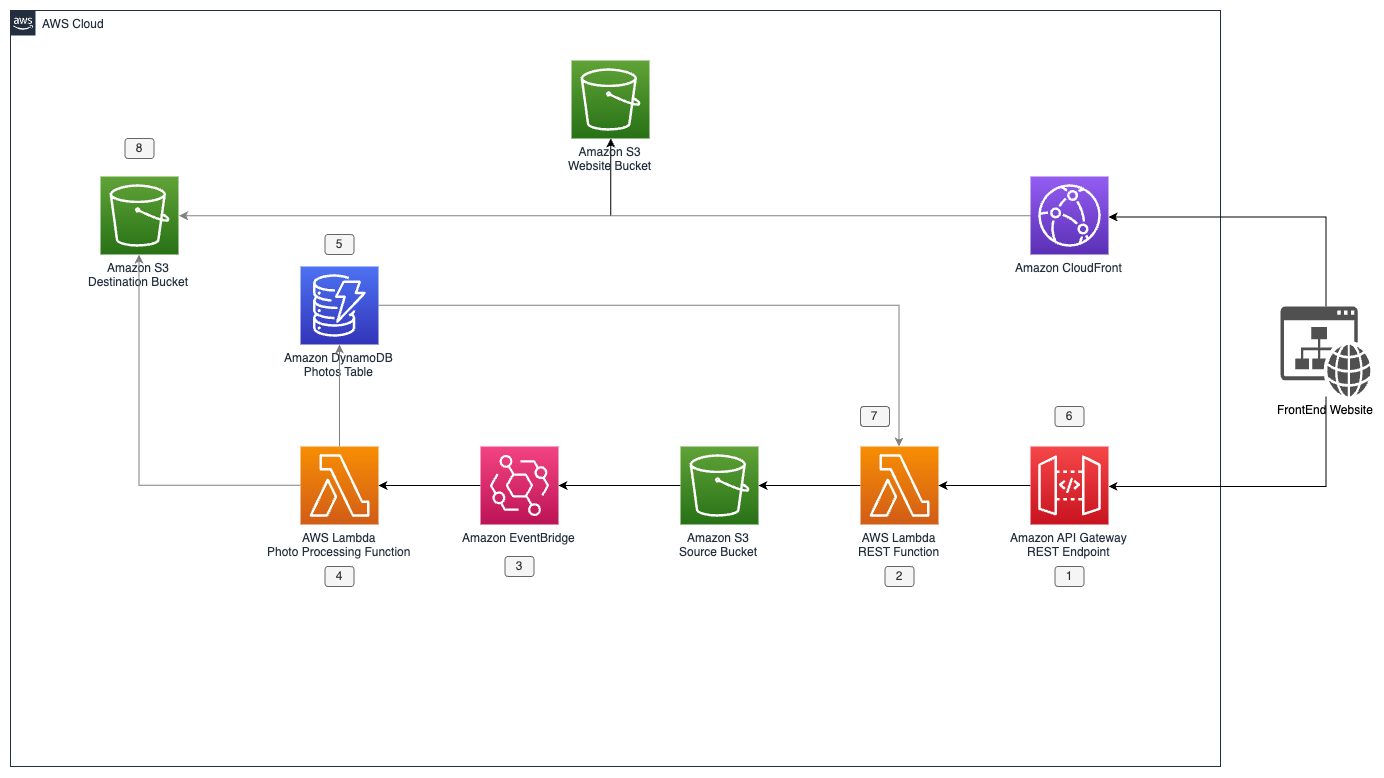 aws
AWS Cloud
Amazon S3
Website Bucket
8
Amazon S3
Destination Bucket
5
Amazon CloudFront
Amazon DynamoDB
Photos Table
FrontEnd Website
7
6
</>
AWS Lambda
Photo Processing Function
4
Amazon EventBridge
3
Amazon S3
Source Bucket
AWS Lambda
REST Function
2
Amazon API Gateway
REST Endpoint
1